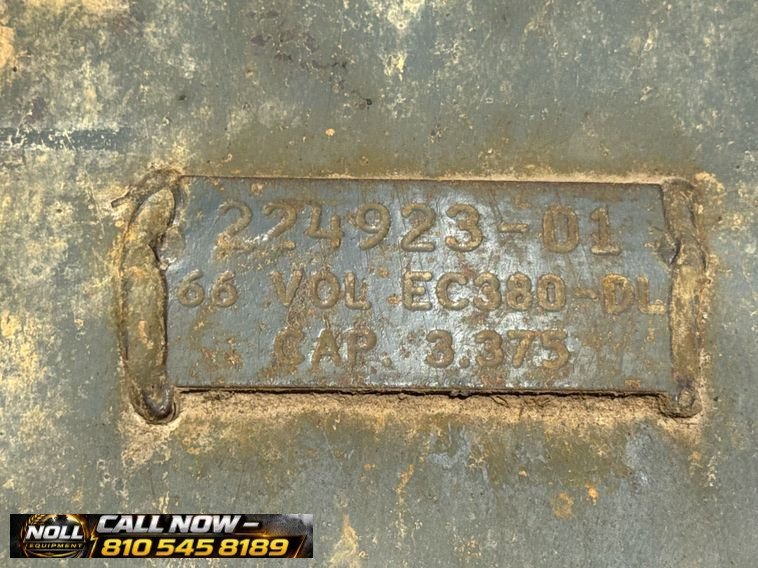 224923-01
66 VOL EC380-DL
CAP. 3.375
NOLL
EQUIPMENT
CALL NOW -
810 545 8189